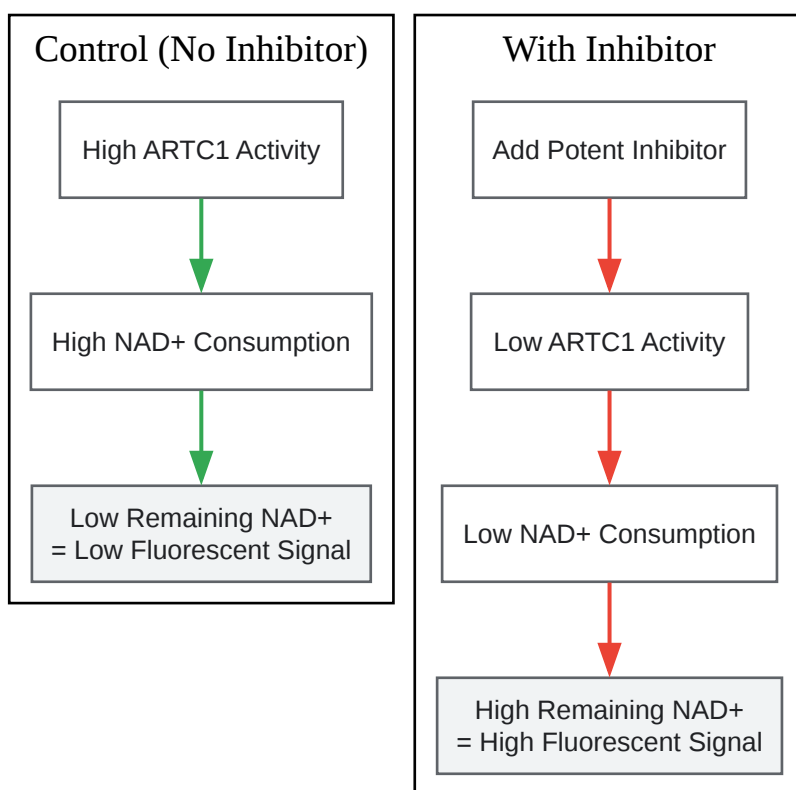 Control (No Inhibitor)
High ARTC1 Activity
High NAD+ Consumption
Low Remaining NAD+
= Low Fluorescent Signal
With Inhibitor
Add Potent Inhibitor
Low ARTC1 Activity
Low NAD+ Consumption
High Remaining NAD+
= High Fluorescent Signal